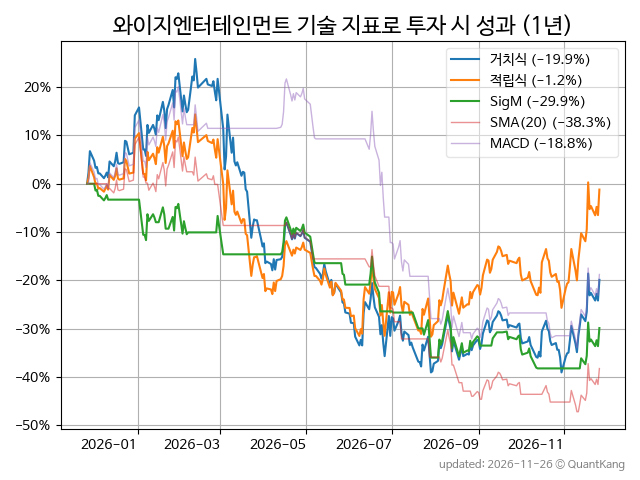 와이지엔터테인먼트 기술 지표로 투자 시 성과 (1년)
거치식 (−19.9%)
적립식 (−1.2%)
SigM (−29.9%)
SMA(20) (−38.3%)
MACD (−18.8%)
20%
10%
0%
−10%
−20%
−30%
−40%
−50%
2026-01 2026-03 2026-05 2026-07 2026-09 2026-11
updated: 2026-11-26 © QuantKang